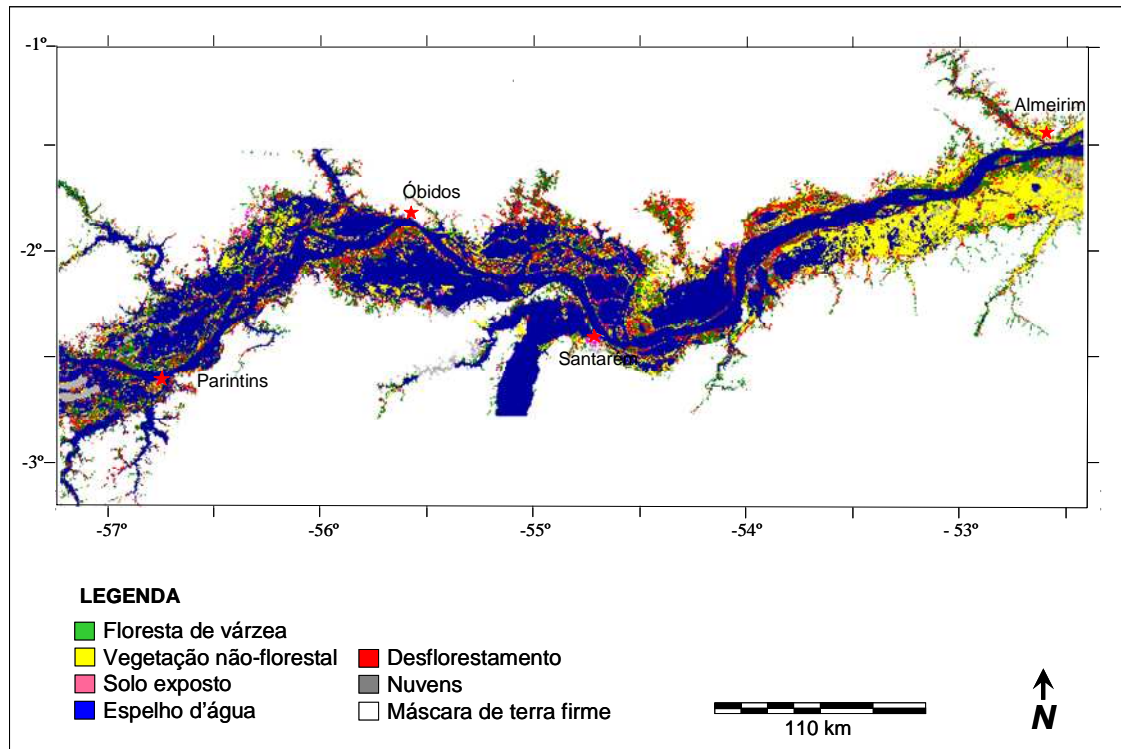 -1º
Almeirim
Óbidos
-2º
Santarém
Parintins
-3º
-57º
-56º
-55º
-54º
- 53º
LEGENDA
Floresta de várzea
Vegetação não-florestal
Desflorestamento
Solo exposto
Nuvens
Espelho d'água
Máscara de terra firme
110 km
N